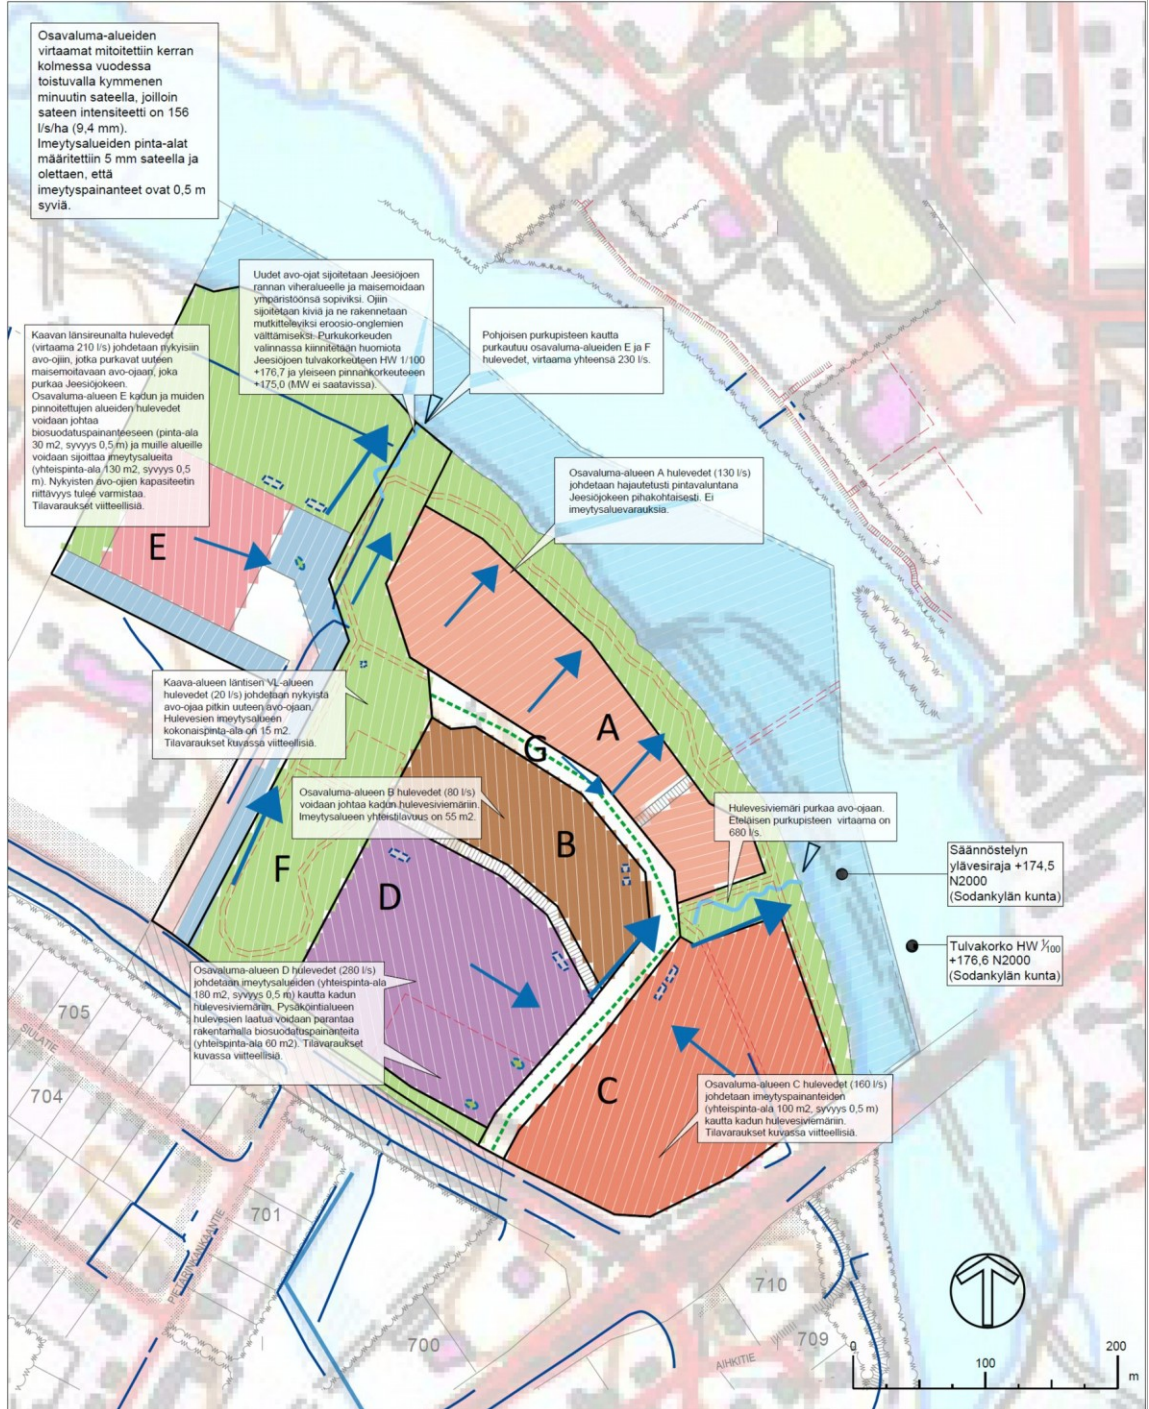 Osavaluma-alueiden
virtaamat mitoitettiin kerran
kolmessa vuodessa
toistuvalla kymmenen
minuutin sateella, joilloin
sateen intensiteetti on 156
l/s/ha (9,4 mm).
Imeytysalueiden pinta-alat
määritettiin 5 mm sateella ja
olettaen, että
imeytyspainanteet ovat 0,5 m
syviä.
Uudet avo-ojat sijoitetaan Jeesiöjoen
rannan viheralueelle ja maisemoidaan
ympäristöönsä sopiviksi. Ojiin
sijoitetaan kiviä ja ne rakennetaan
mutkitteleviksi eroosio-onglemien
välttämiseksi. Purkukorkeuden
valinnassa kiinnitetään huomiota
Jeesiöjoen tulvakorkeuteen HW 1/100
+176,7 ja yleiseen pinnankorkeuteen
+175,0 (MW ei saatavissa).
Pohjoisen purkupisteen kautta
purkautuu osavaluma-alueiden E ja F
hulevedet, virtaama yhteensä 230 l/s.
Kaavan länsireunalta hulevedet
(virtaama 210 l/s) johdetaan nykyisiin
avo-ojiin, jotka purkavat uuteen
maisemoitavaan avo-ojaan, joka
purkaa Jeesiöjokeen.
Osavaluma-alueen E kadun ja muiden
pinnoitettujen alueiden hulevedet
voidaan johtaa
biosuodatuspainanteeseen (pinta-ala
30 m2, syvyys 0,5 m) ja muille alueille
voidaan sijoittaa imeytysalueita
(yhteispinta-ala 130 m2, syvyys 0,5
m). Nykyisten avo-ojien kapasiteetin
riittävyys tulee varmistaa.
Tilavaraukset viitteellisiä.
Osavaluma-alueen A hulevedet (130 l/s)
johdetaan hajautetusti pintavaluntana
Jeesiöjokeen pihakohtaisesti. Ei
imeytysaluevarauksia.
E
Kaava-alueen läntisen VL-alueen
hulevedet (20 l/s) johdetaan nykyistä
avo-ojaa pitkin uuteen avo-ojaan.
Hulevesien imeytysalueen
kokonaispinta-ala on 15 m2.
Tilavaraukset kuvassa viitteellisiä.
A
G
Osavaluma-alueen B hulevedet (80 l/s)
voidaan johtaa kadun hulevesiviemäriin.
Imeytysalueen yhteistilavuus on 55 m2.
Hulevesiviemäri purkaa avo-ojaan.
Eteläisen purkupisteen virtaama on
680 l/s.
B
F
D
Säännöstelyn
ylävesiraja +174,5
N2000
(Sodankylän kunta)
Tulvakorko HW 1/100
+176,6 N2000
(Sodankylän kunta)
Osavaluma-alueen D hulevedet (280 l/s)
johdetaan imeytysalueiden (yhteispinta-ala
180 m2, syvyys 0,5 m) kautta kadun
hulevesiviemäriin. Pysäköintialueen
hulevesien laatua voidaan parantaa
rakentamalla biosuodatuspainanteita
(yhteispinta-ala 60 m2). Tilavaraukset
kuvassa viitteellisiä.
C
Osavaluma-alueen C hulevedet (160 l/s)
johdetaan imeytyspainanteiden
(yhteispinta-ala 100 m2, syvyys 0,5 m)
kautta kadun hulevesiviemäriin.
Tilavaraukset kuvassa viitteellisiä.
705
SIULATIE
704
701
PIETARINKANKAANTIE
700
710
709
AIHKITIE
0
100
200
m